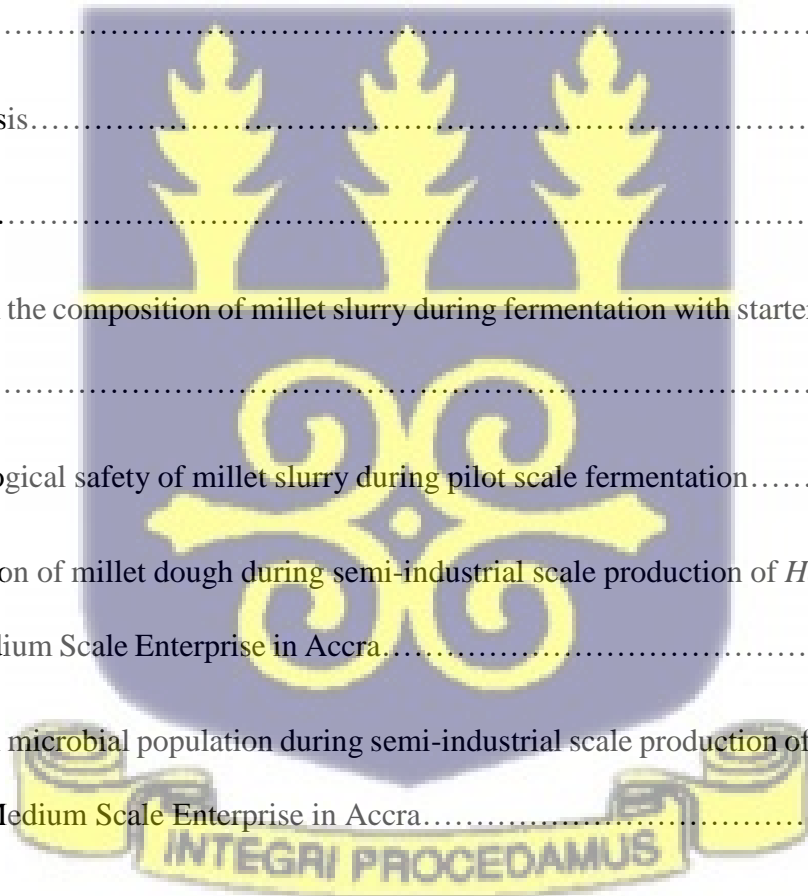 ……………………………………………………………………………
sis……………………………………………………………………
.……………………………………………………………………………
the composition of millet slurry during fermentation with starter
……………………………………………………………………………
ogical safety of millet slurry during pilot scale fermentation……
on of millet dough during semi-industrial scale production of H
dium Scale Enterprise in Accra……………………………………
microbial population during semi-industrial scale production of
Medium Scale Enterprise in Accra……………………………………
INTEGRI PROCEDAMUS